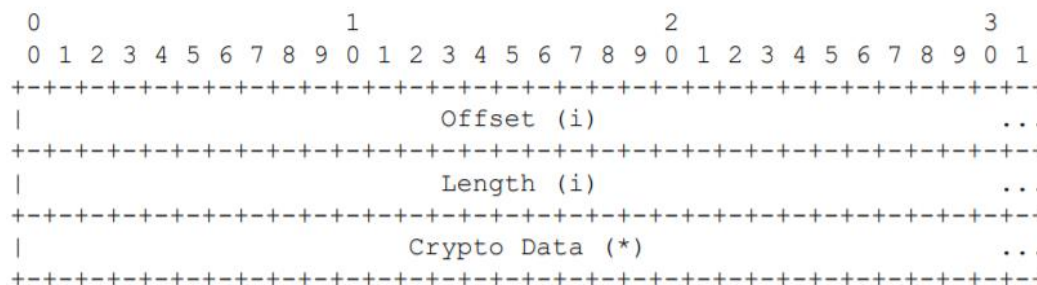 0                   1                   2                   3
0 1 2 3 4 5 6 7 8 9 0 1 2 3 4 5 6 7 8 9 0 1 2 3 4 5 6 7 8 9 0 1
+-+-+-+-+-+-+-+-+-+-+-+-+-+-+-+-+-+-+-+-+-+-+-+-+-+-+-+-+-+-+-+-
|                         Offset (i)                         ...
+-+-+-+-+-+-+-+-+-+-+-+-+-+-+-+-+-+-+-+-+-+-+-+-+-+-+-+-+-+-+-+-
|                         Length (i)                         ...
+-+-+-+-+-+-+-+-+-+-+-+-+-+-+-+-+-+-+-+-+-+-+-+-+-+-+-+-+-+-+-+-
|                       Crypto Data (*)                      ...
+-+-+-+-+-+-+-+-+-+-+-+-+-+-+-+-+-+-+-+-+-+-+-+-+-+-+-+-+-+-+-+-